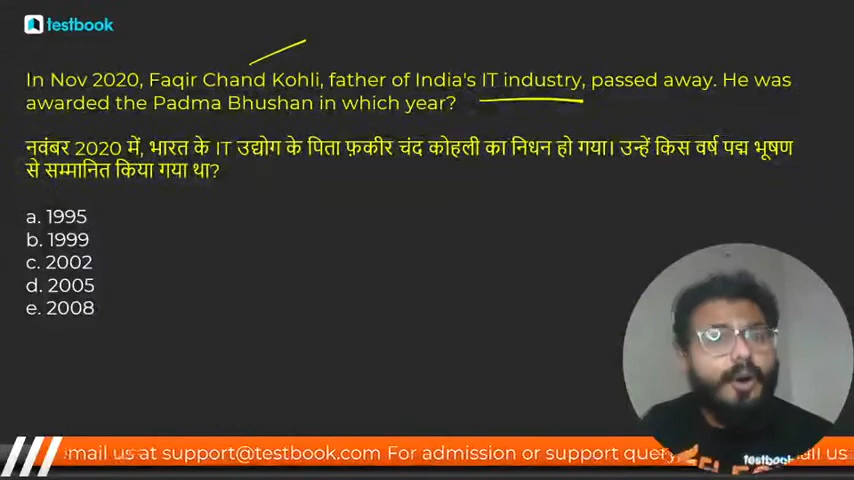 testbook
In Nov 2020, Faqir Chand Kohli, father of India's IT industry, passed away. He was
awarded the Padma Bhushan in which year?
नवंबर 2020 में, भारत के IT उद्योग के पिता फ़कीर चंद कोहली का निधन हो गया। उन्हें किस वर्ष पद्म भूषण
से सम्मानित किया गया था?
a. 1995
b. 1999
c. 2002
d. 2005
e. 2008
mail us at support@testbook.com For admission or support query, all us
testbook